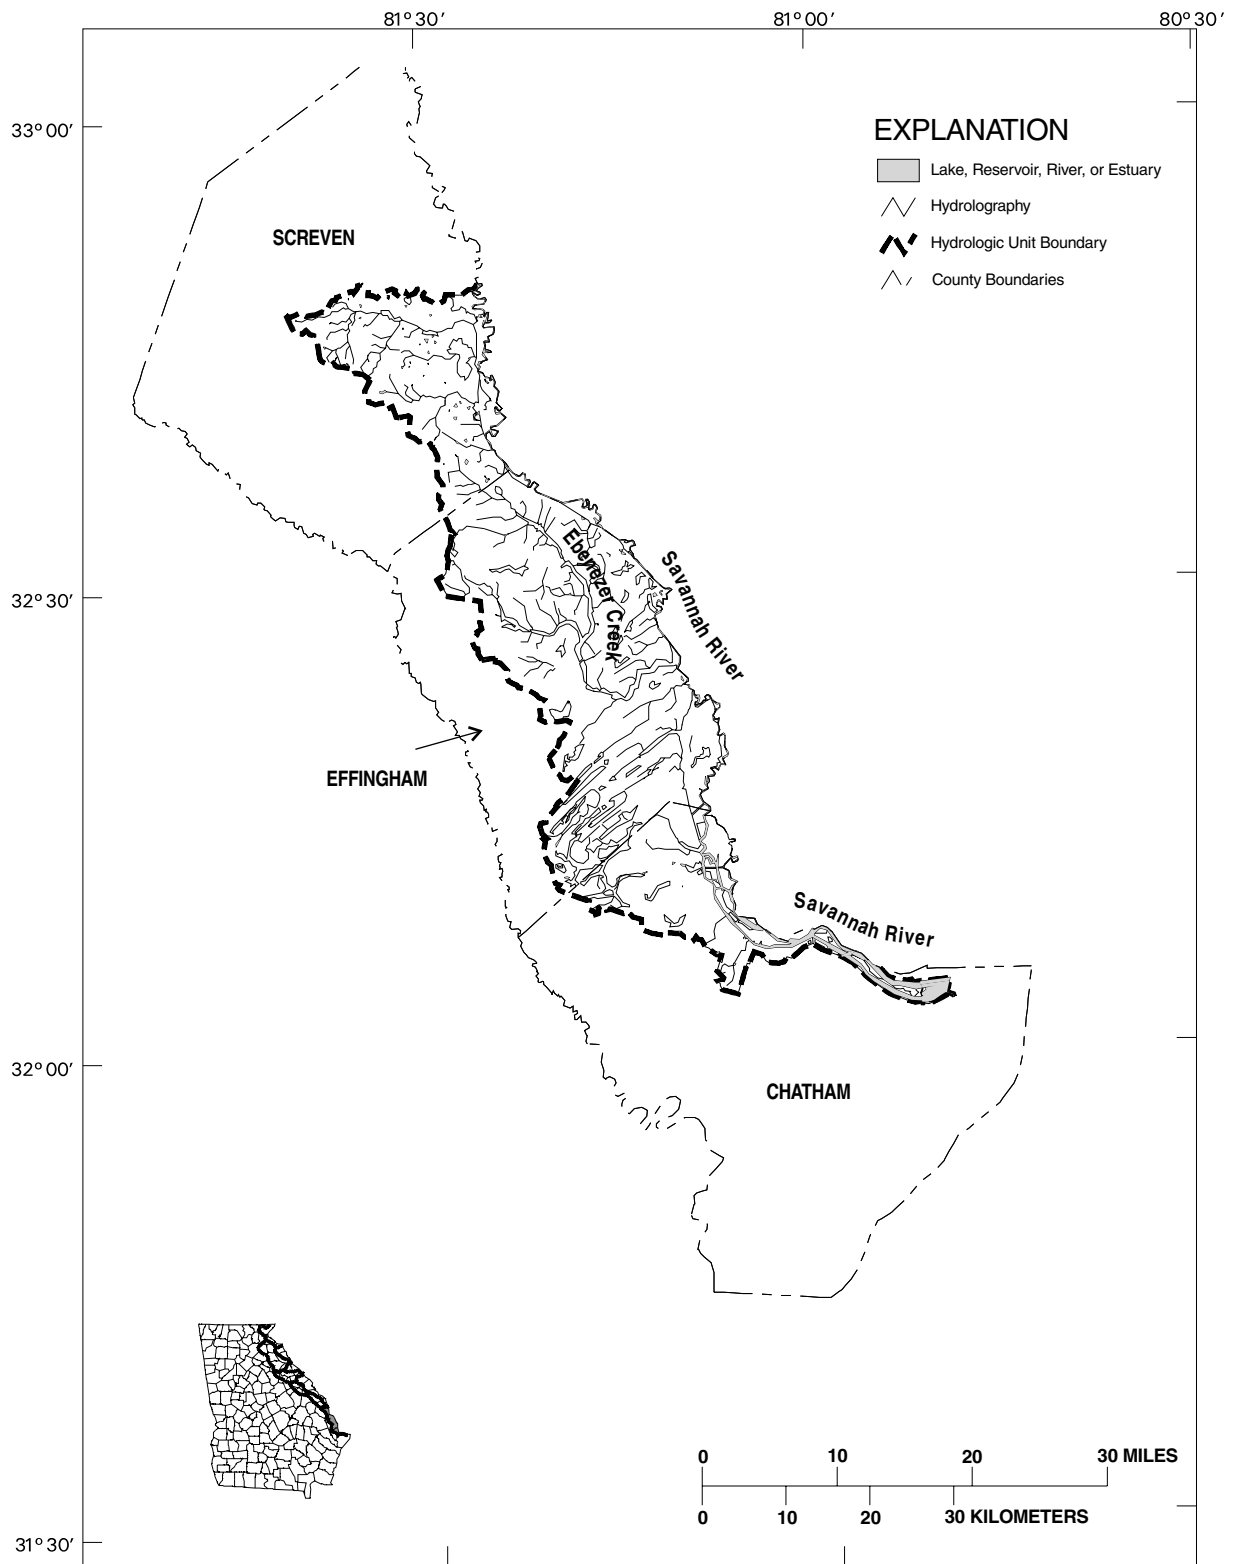 81°30′
81°00′
80°30′
33°00′
EXPLANATION
Lake, Reservoir, River, or Estuary
Hydrolography
Hydrologic Unit Boundary
County Boundaries
SCREVEN
32°30′
Ebenezer Creek
Savannah River
EFFINGHAM
Savannah River
32°00′
CHATHAM
0 10 20 30 MILES
0 10 20 30 KILOMETERS
31°30′